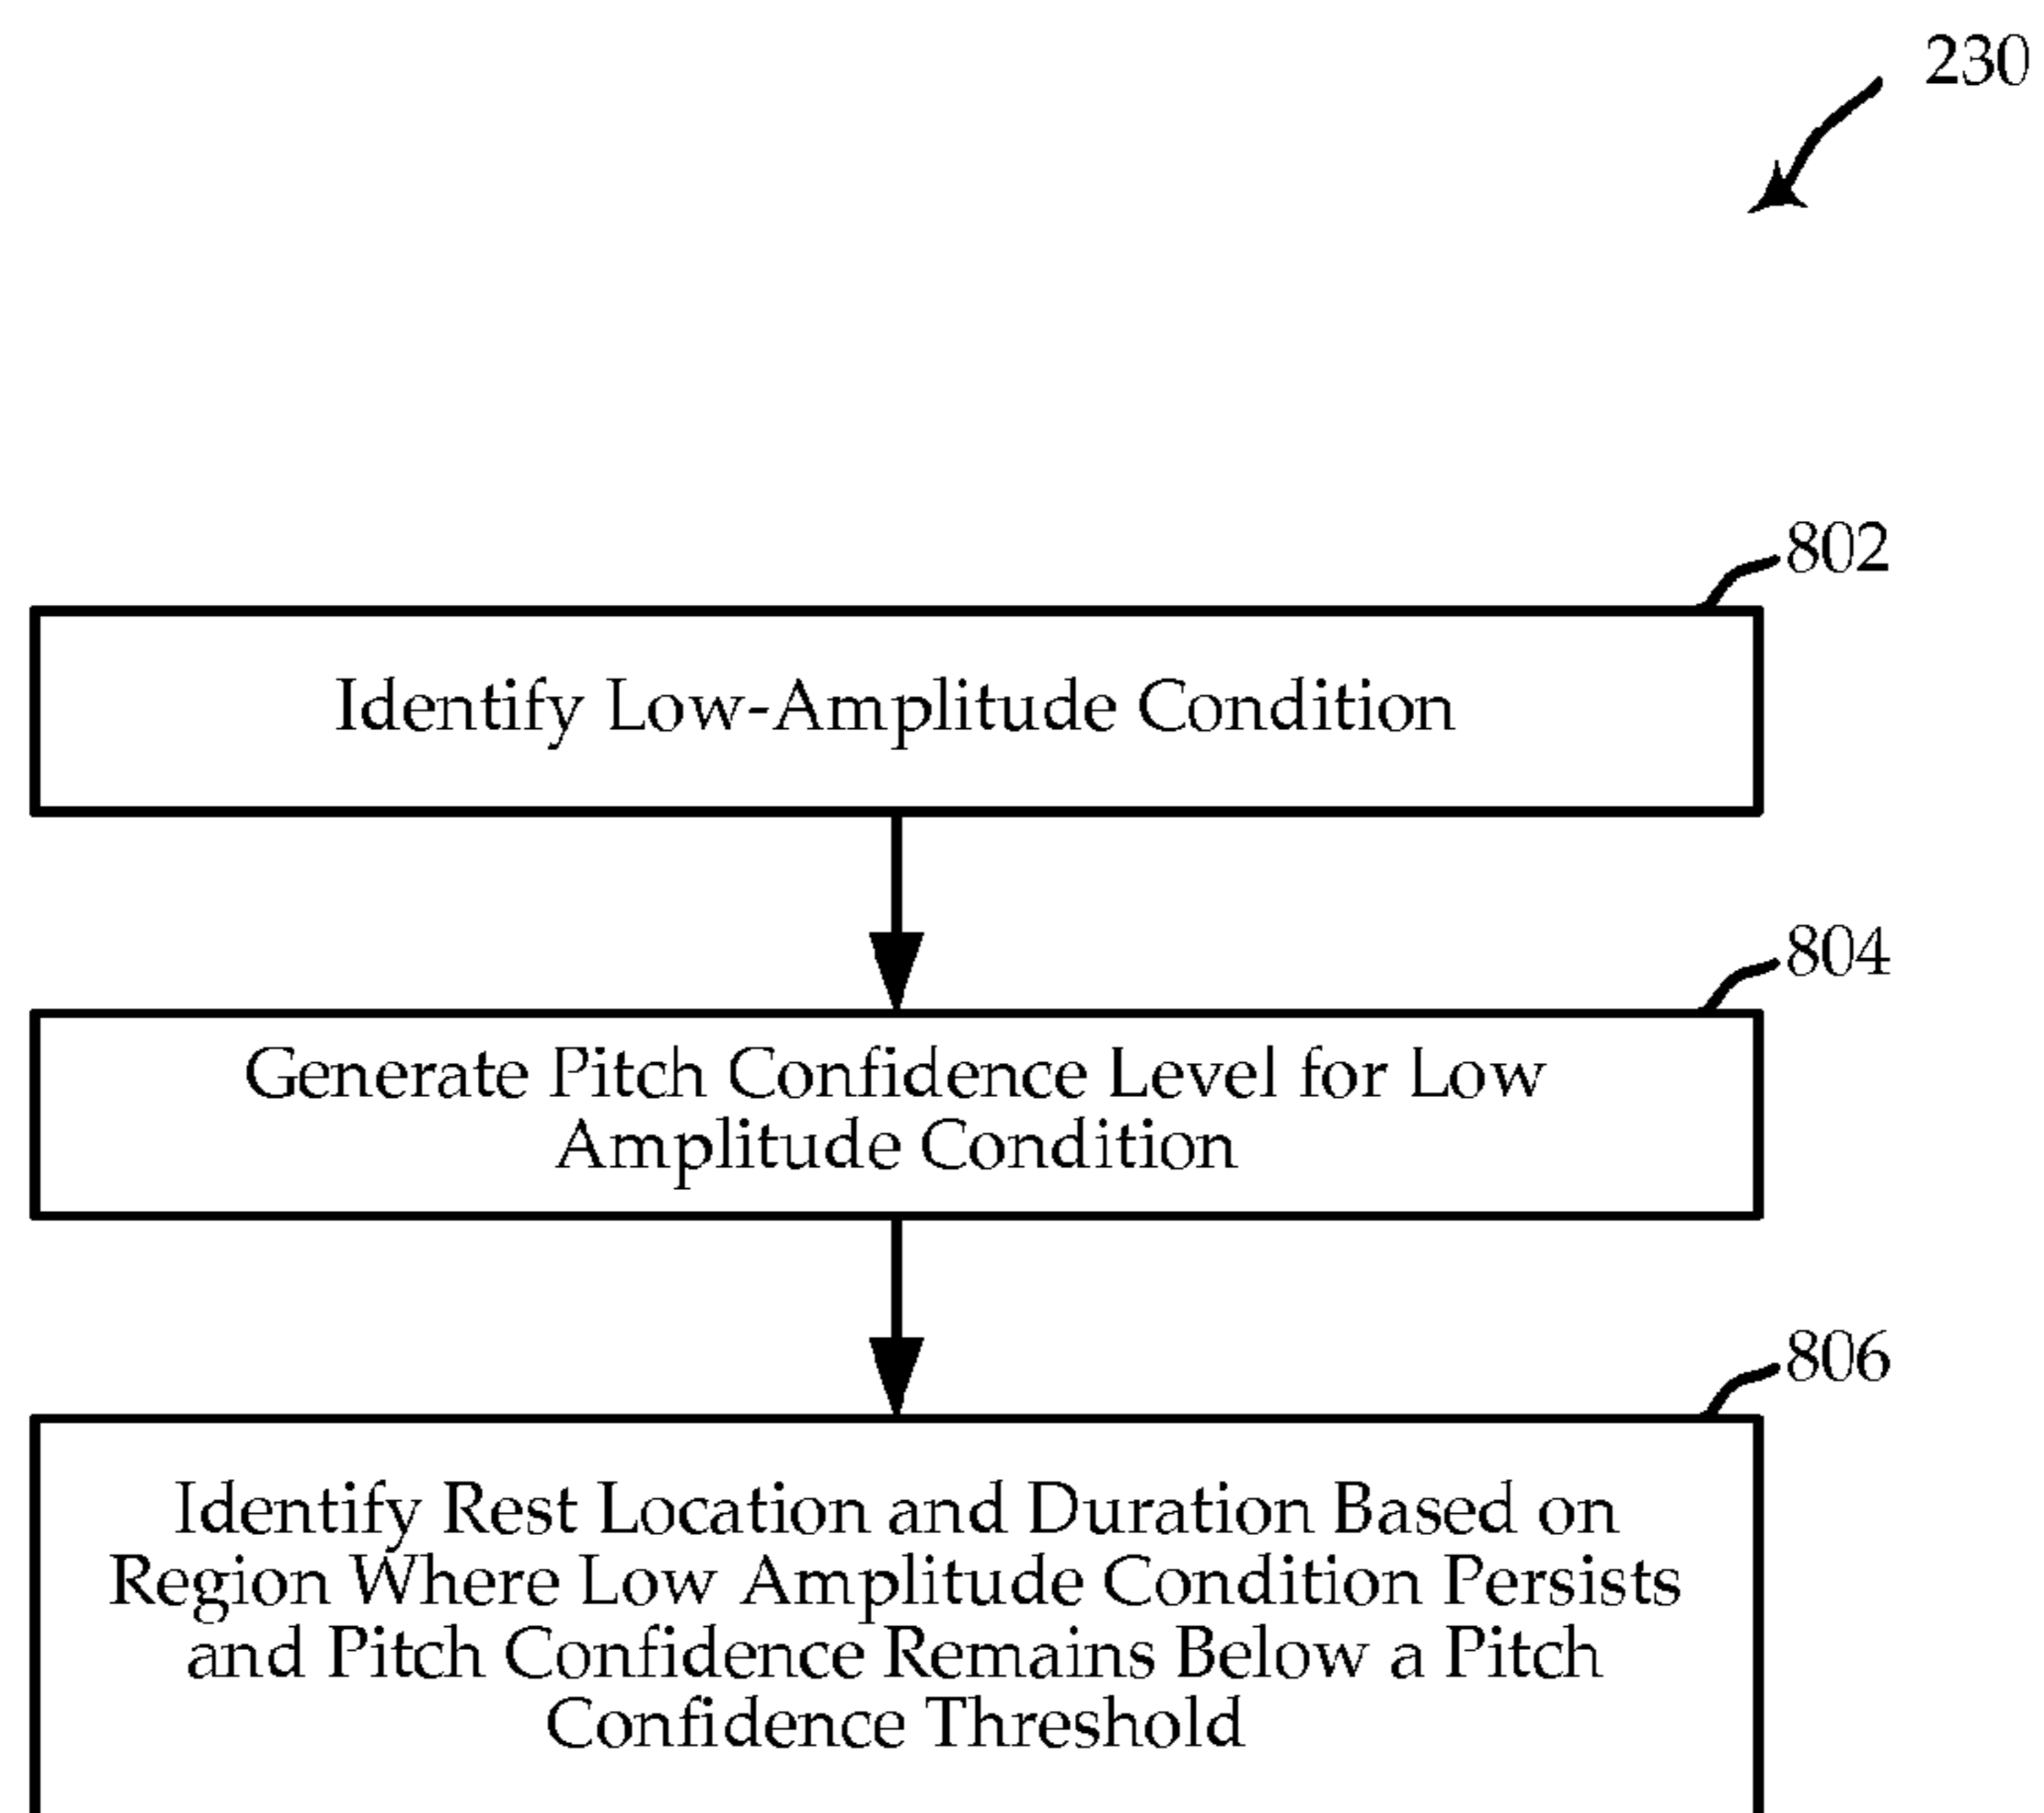 230
802
Identify Low-Amplitude Condition
804
Generate Pitch Confidence Level for Low
Amplitude Condition
806
Identify Rest Location and Duration Based on
Region Where Low Amplitude Condition Persists
and Pitch Confidence Remains Below a Pitch
Confidence Threshold